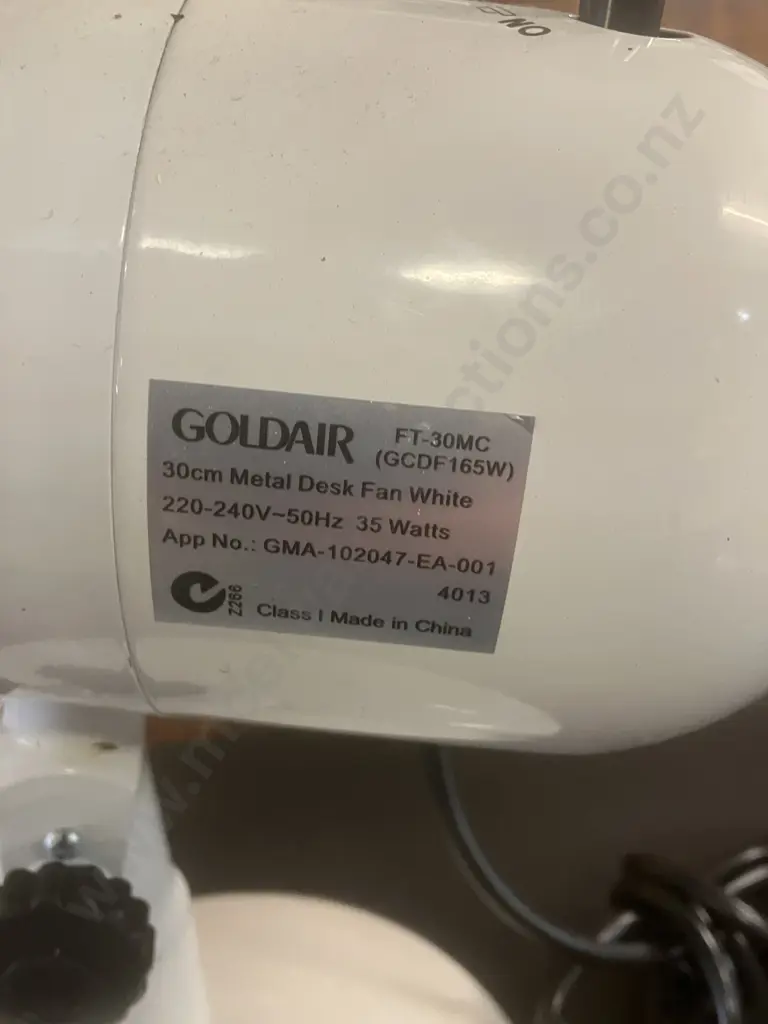 ON
GOLDAIR FT-30MC
(GCDF165W)
30cm Metal Desk Fan White
220-240V~50Hz 35 Watts
App No.: GMA-102047-EA-001
4013
Z266
Class I Made in China